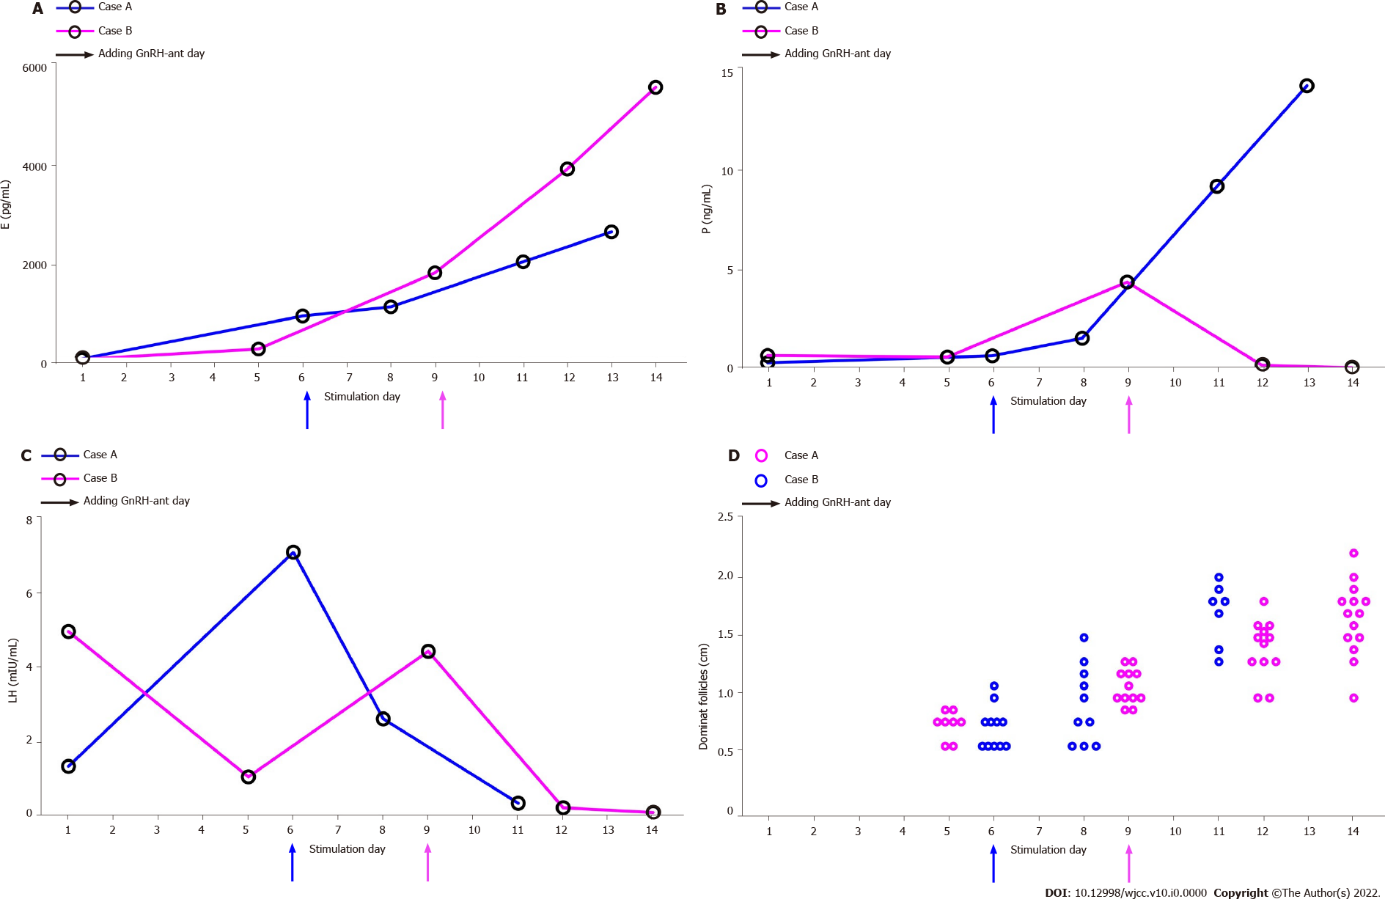 A
Case A
Case B
Adding GnRH-ant day
6000
4000
2000
0
E (pg/mL)
1 2 3 4 5 6 7 8 9 10 11 12 13 14
Stimulation day
B
Case A
Case B
Adding GnRH-ant day
15
10
5
0
P (ng/mL)
1 2 3 4 5 6 7 8 9 10 11 12 13 14
Stimulation day
C
Case A
Case B
Adding GnRH-ant day
8
6
4
2
0
LH (mIU/mL)
1 2 3 4 5 6 7 8 9 10 11 12 13 14
Stimulation day
D
Case A
Case B
Adding GnRH-ant day
2.5
2.0
1.5
1.0
0.5
0
Dominat follicles (cm)
1 2 3 4 5 6 7 8 9 10 11 12 13 14
Stimulation day
DOI: 10.12998/wjcc.v10.i0.0000 Copyright ©The Author(s) 2022.